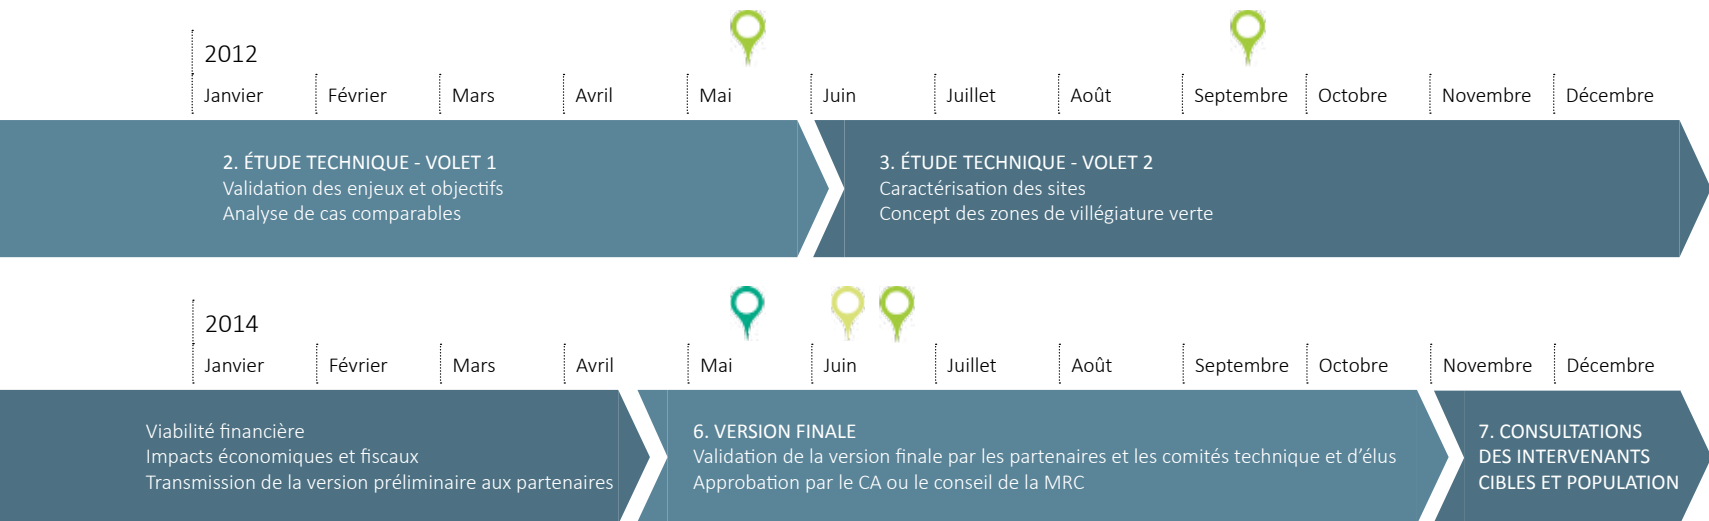 2012
Janvier Février Mars Avril Mai Juin Juillet Août Septembre Octobre Novembre Décembre
2. ÉTUDE TECHNIQUE - VOLET 1
Validation des enjeux et objectifs
Analyse de cas comparables
3. ÉTUDE TECHNIQUE - VOLET 2
Caractérisation des sites
Concept des zones de villégiature verte
2014
Janvier Février Mars Avril Mai Juin Juillet Août Septembre Octobre Novembre Décembre
Viabilité financière
Impacts économiques et fiscaux
Transmission de la version préliminaire aux partenaires
6. VERSION FINALE
Validation de la version finale par les partenaires et les comités technique et d’élus
Approbation par le CA ou le conseil de la MRC
7. CONSULTATIONS
DES INTERVENANTS
CIBLES ET POPULATION